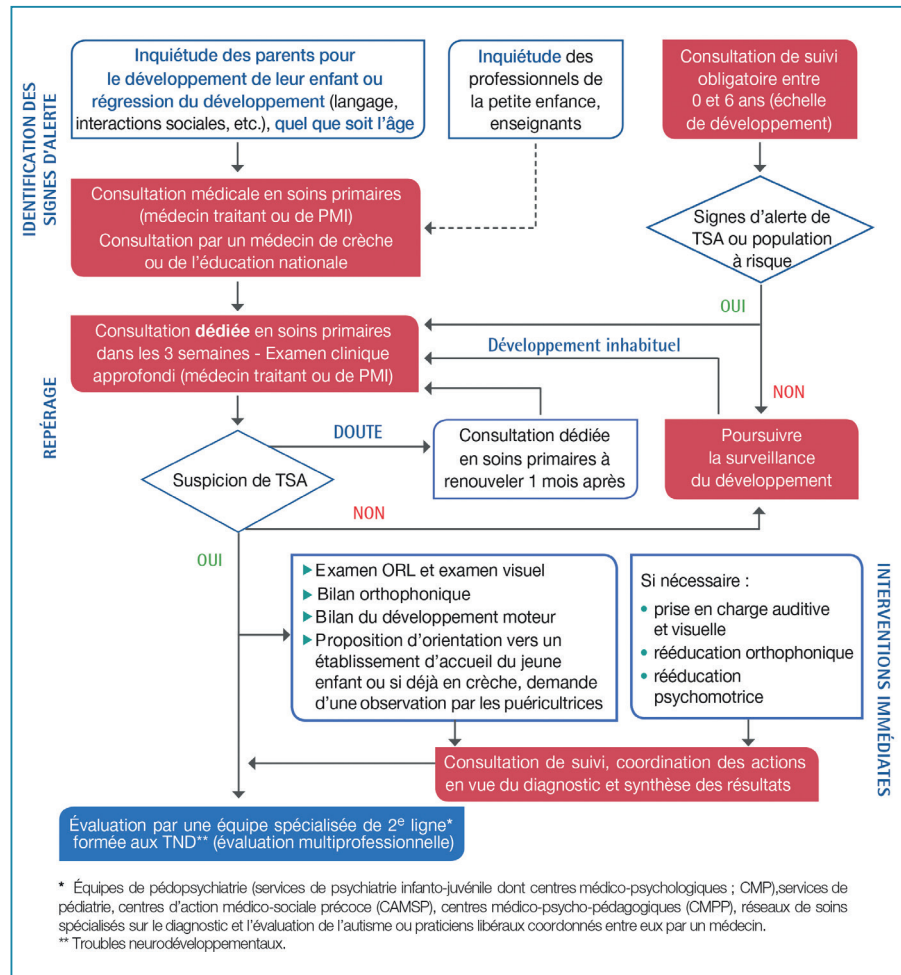 IDENTIFICATION DES
SIGNES D'ALERTE
Inquiétude des parents pour
le développement de leur enfant ou
régression du développement (langage,
interactions sociales, etc.), quel que soit l'âge
Inquiétude des
professionnels de
la petite enfance,
enseignants
Consultation de suivi
obligatoire entre
0 et 6 ans (échelle
de développement)
Consultation médicale en soins primaires
(médecin traitant ou de PMI)
Consultation par un médecin de crèche
ou de l'éducation nationale
Signes d'alerte de
TSA ou population
à risque
OUI
REPÉRAGE
Consultation dédiée en soins primaires
dans les 3 semaines - Examen clinique
approfondi (médecin traitant ou de PMI)
Développement inhabituel
NON
DOUTE
Suspicion de TSA
Consultation dédiée
en soins primaires à
renouveler 1 mois après
Poursuivre
la surveillance
du développement
NON
OUI
Examen ORL et examen visuel
Bilan orthophonique
Bilan du développement moteur
Proposition d'orientation vers un
établissement d'accueil du jeune
enfant ou si déjà en crèche, demande
d'une observation par les puéricultrices
Si nécessaire :
• prise en charge auditive
et visuelle
• rééducation orthophonique
• rééducation
psychomotrice
INTERVENTIONS IMMÉDIATES
Consultation de suivi, coordination des actions
en vue du diagnostic et synthèse des résultats
Évaluation par une équipe spécialisée de 2e ligne*
formée aux TND** (évaluation multiprofessionnelle)
* Équipes de pédopsychiatrie (services de psychiatrie infanto-juvénile dont centres médico-psychologiques ; CMP),services de
pédiatrie, centres d'action médico-sociale précoce (CAMSP), centres médico-psycho-pédagogiques (CMPP), réseaux de soins
spécialisés sur le diagnostic et l'évaluation de l'autisme ou praticiens libéraux coordonnés entre eux par un médecin.
** Troubles neurodéveloppementaux.